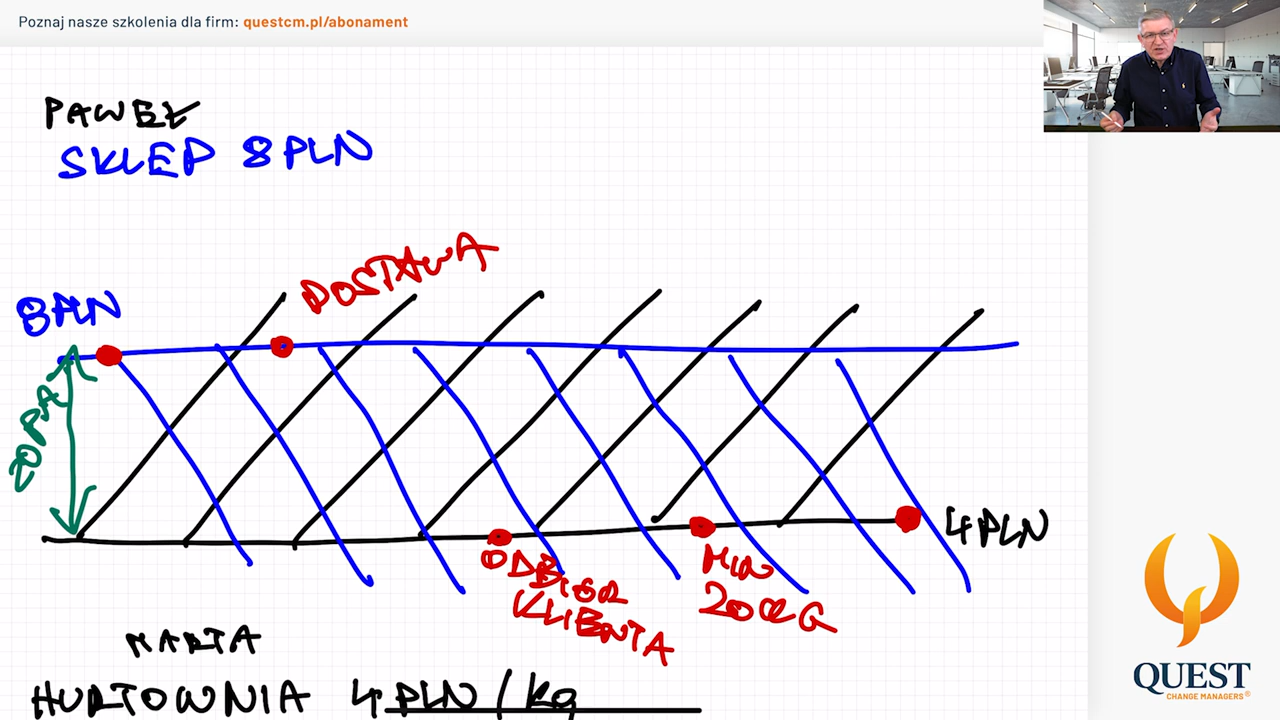 Poznaj nasze szkolenia dla firm: questcm.pl/abonament
PAWEŁ
SKLEP 8PLN
DOSTAWA
8PLN
ZOPA
4PLN
ODBIÓR
KLIENTA
MIN
200KG
MARTA
HURTOWNIA 4PLN/kg
QUEST
CHANGE MANAGERS®